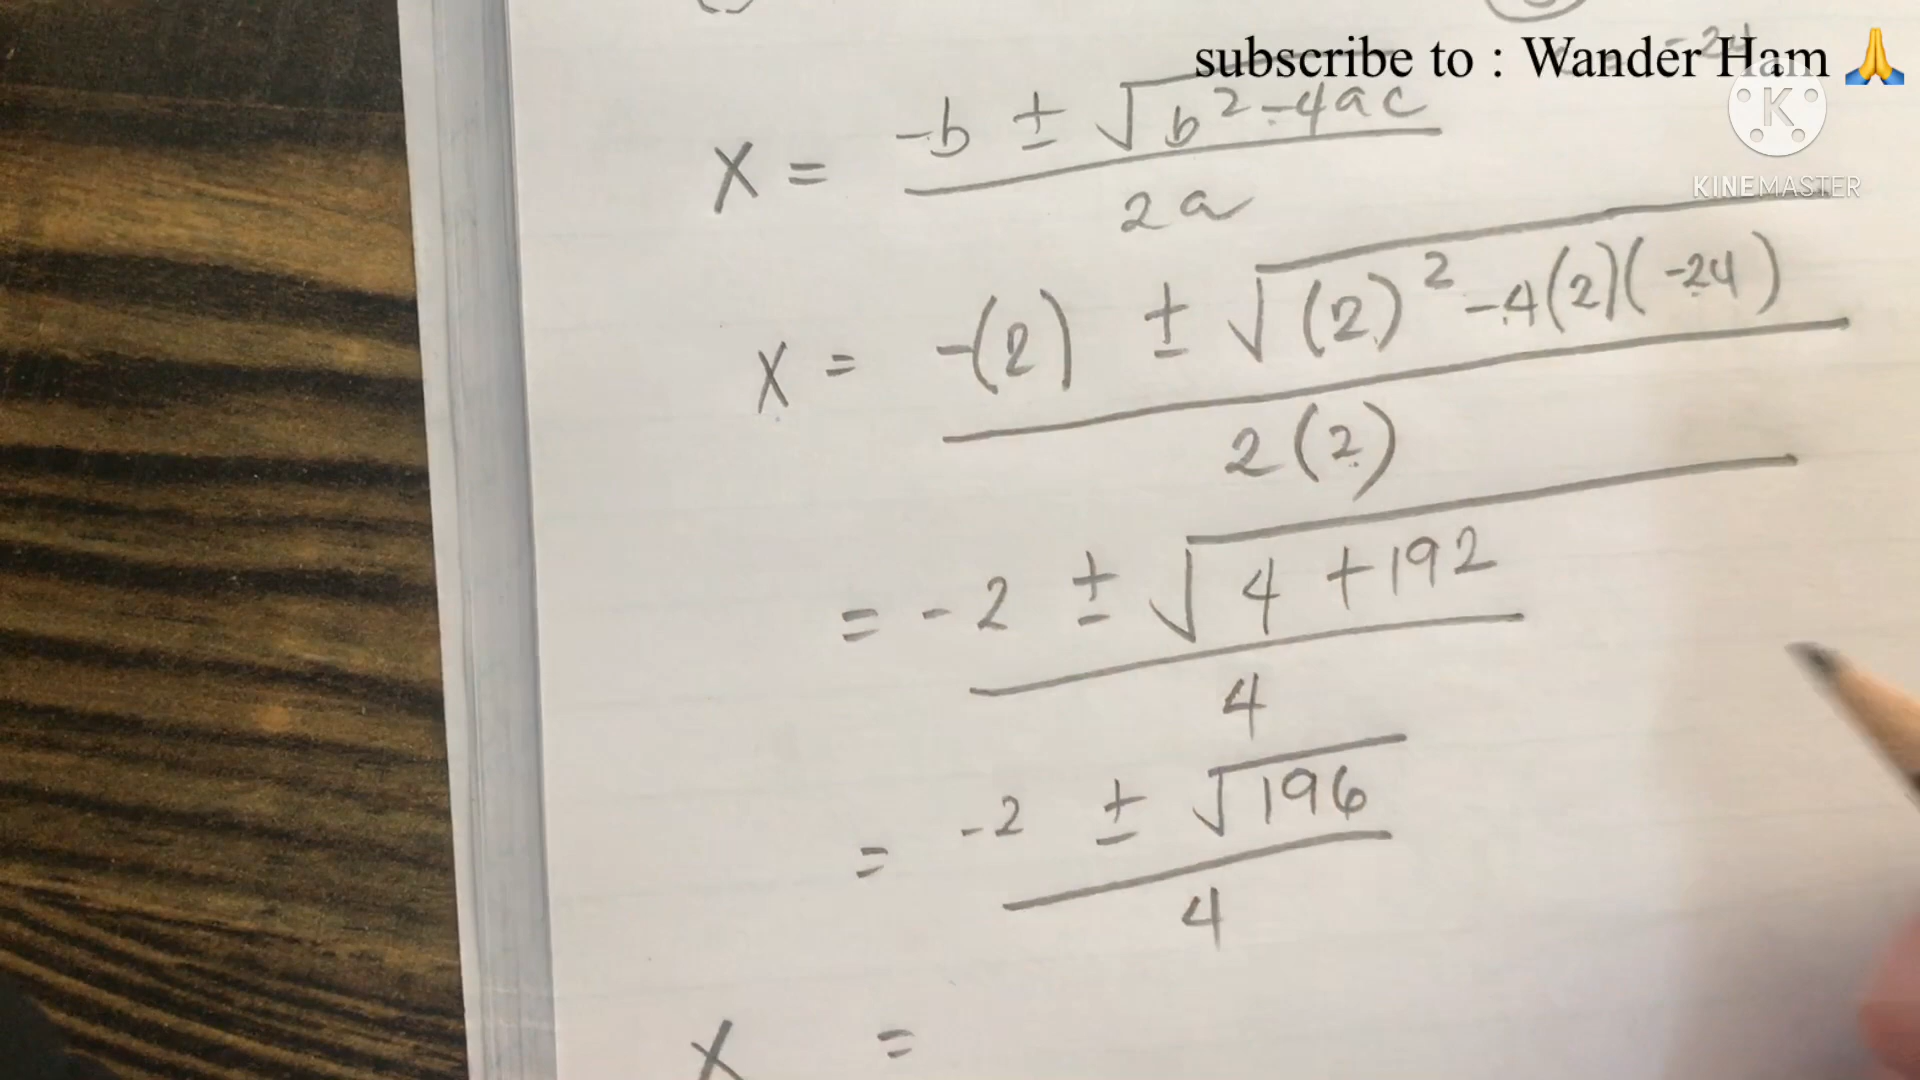 subscribe to : Wander Ham 🙏
-24
K
KINEMASTER
X = -b ± √b² -4ac
2a
X = -(2) ± √(2)² -4(2)(-24)
2(2)
= -2 ± √4 +192
4
= -2 ± √196
4
X =